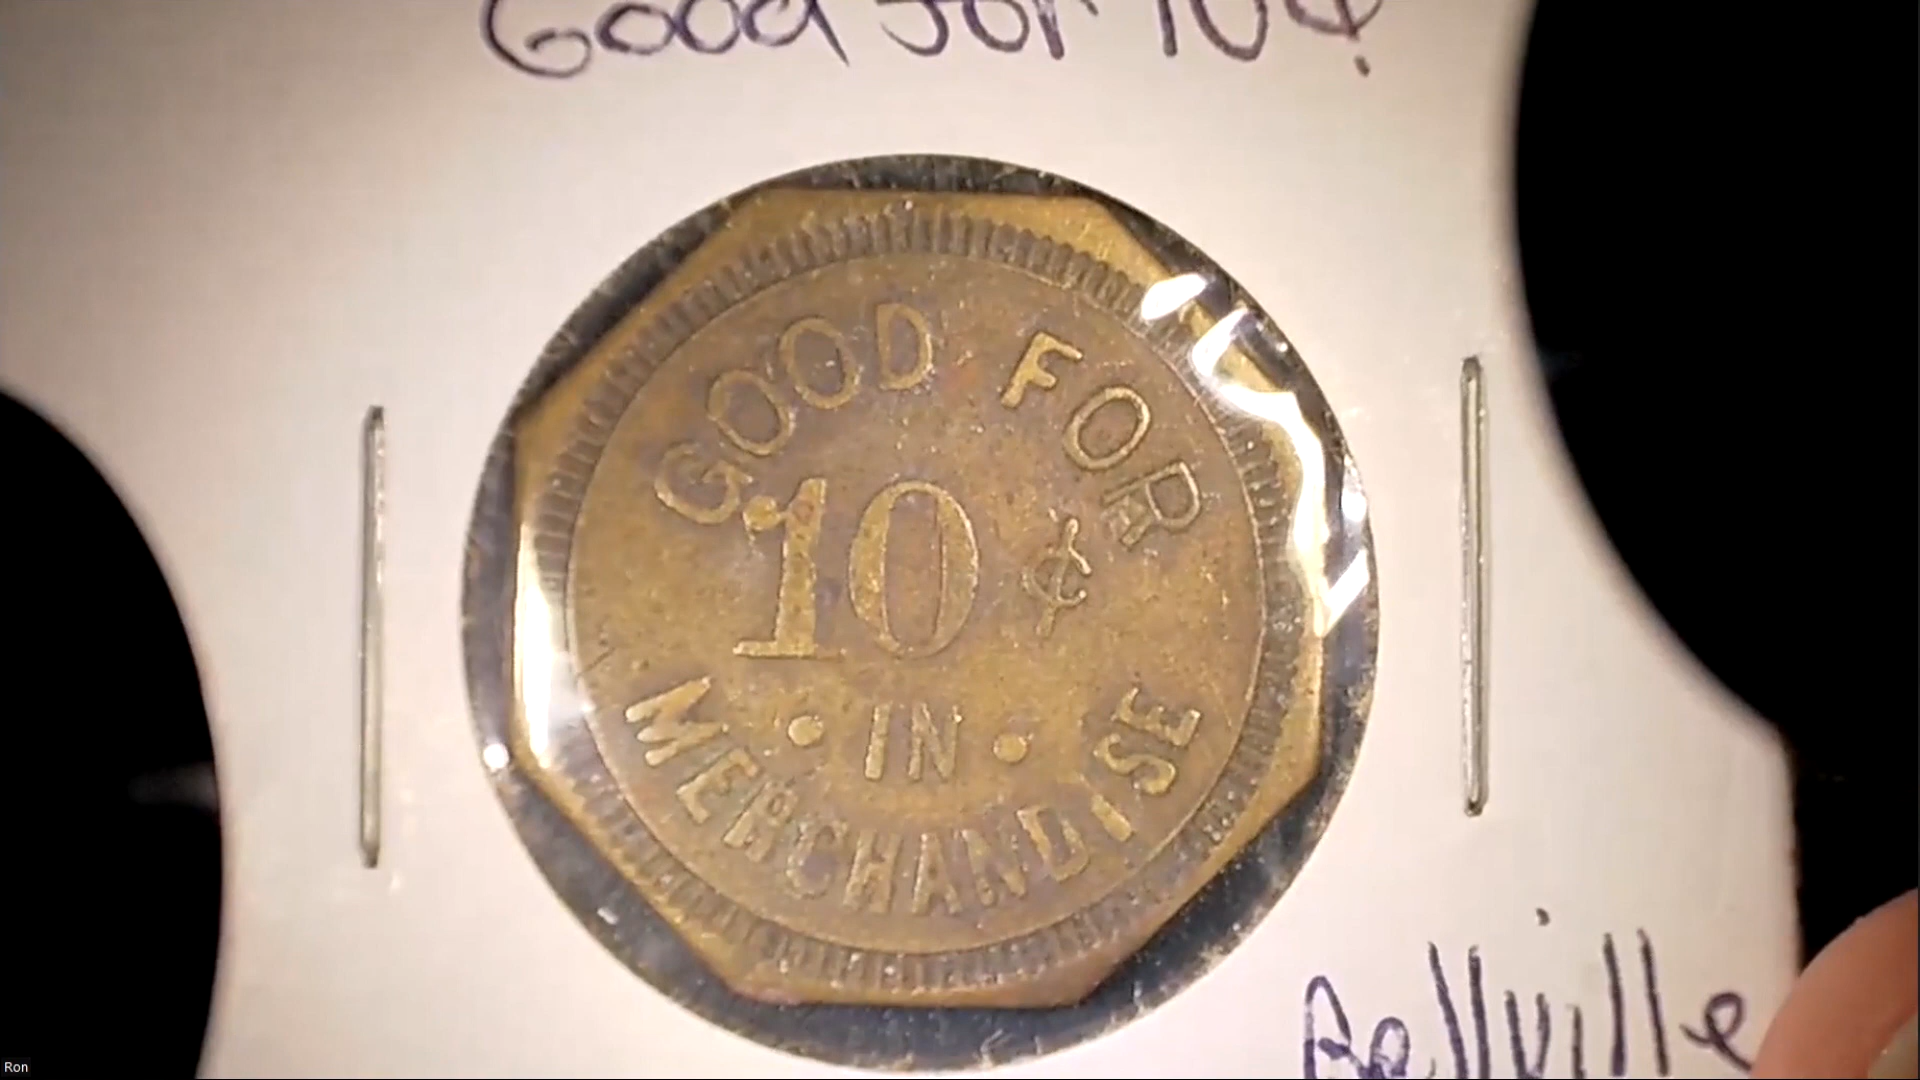 Good for 10¢
GOOD FOR
10 ¢
• IN •
MERCHANDISE
Bellville
Ron